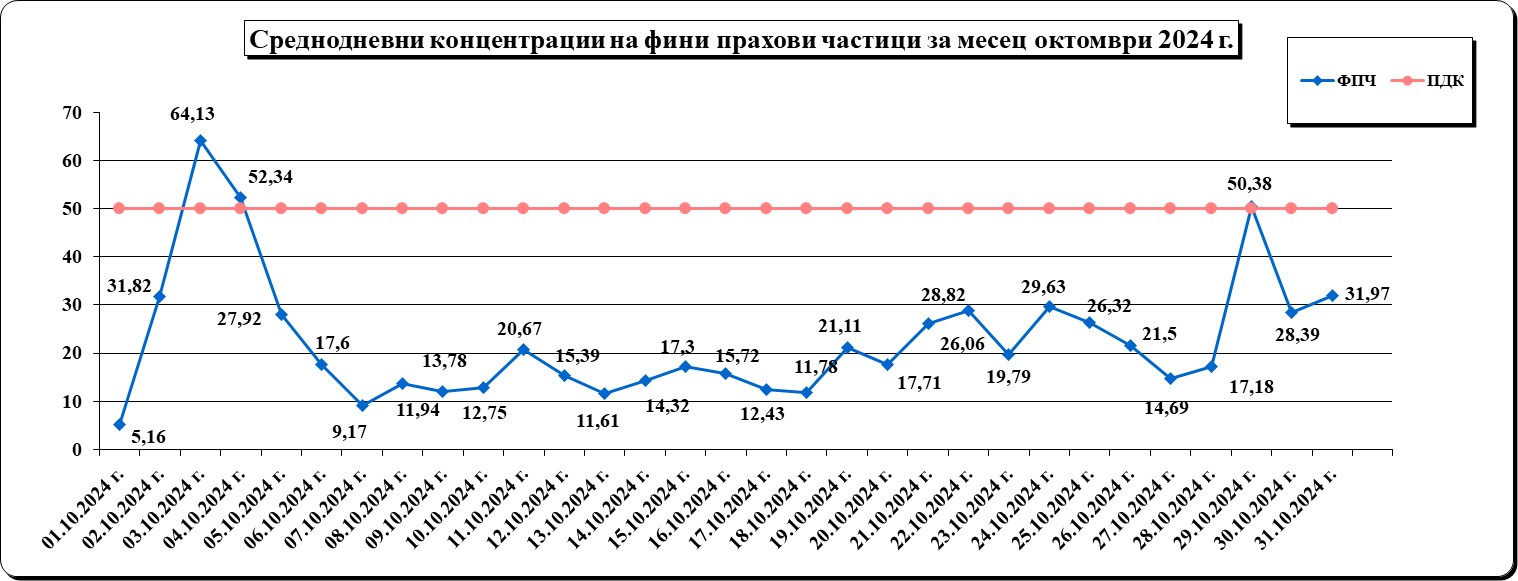 Среднодневни концентрации на фини прахови частици за месец октомври 2024 г.
ФПЧ ПДК
70
60
50
40
30
20
10
0
5,16
31,82
64,13
52,34
27,92
17,6
9,17
13,78
11,94
12,75
20,67
15,39
11,61
14,32
17,3
15,72
12,43
11,78
21,11
17,71
26,06
28,82
19,79
29,63
26,32
21,5
14,69
17,18
50,38
28,39
31,97
01.10.2024 г.
02.10.2024 г.
03.10.2024 г.
04.10.2024 г.
05.10.2024 г.
06.10.2024 г.
07.10.2024 г.
08.10.2024 г.
09.10.2024 г.
10.10.2024 г.
11.10.2024 г.
12.10.2024 г.
13.10.2024 г.
14.10.2024 г.
15.10.2024 г.
16.10.2024 г.
17.10.2024 г.
18.10.2024 г.
19.10.2024 г.
20.10.2024 г.
21.10.2024 г.
22.10.2024 г.
23.10.2024 г.
24.10.2024 г.
25.10.2024 г.
26.10.2024 г.
27.10.2024 г.
28.10.2024 г.
29.10.2024 г.
30.10.2024 г.
31.10.2024 г.